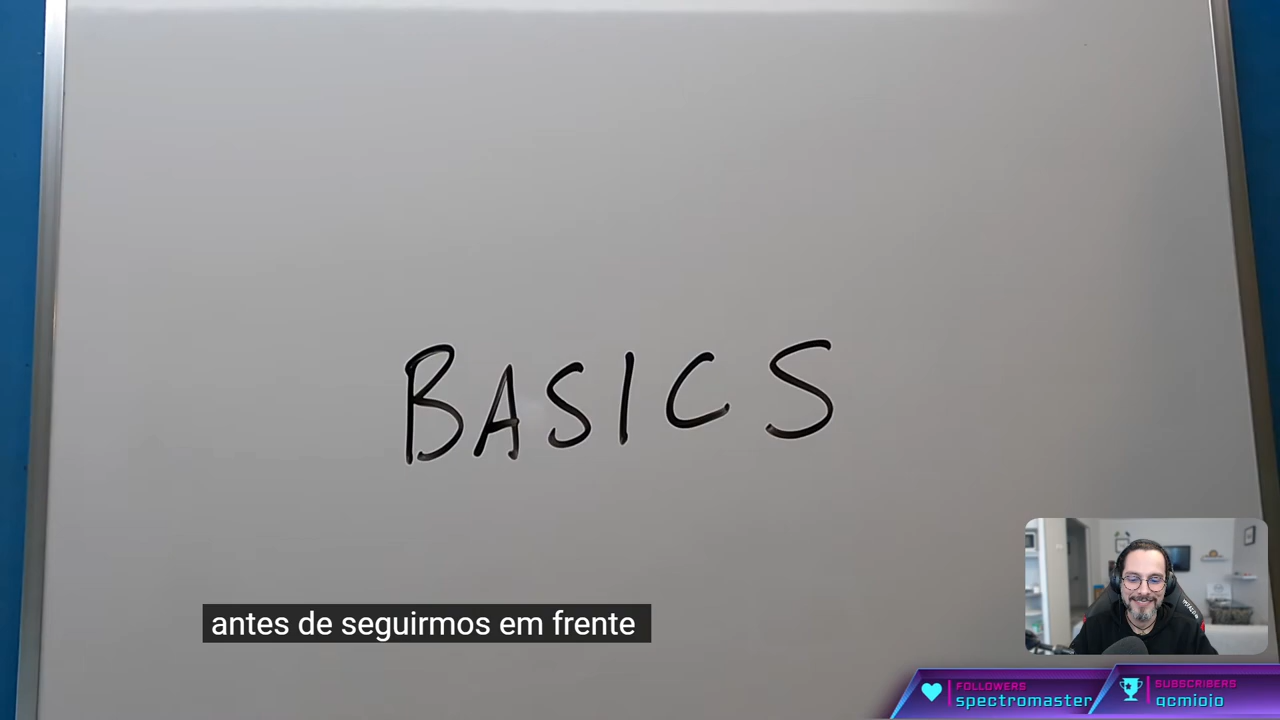 BASICS
antes de seguirmos em frente
FOLLOWERS
spectromaster
SUBSCRIBERS
qcmioio